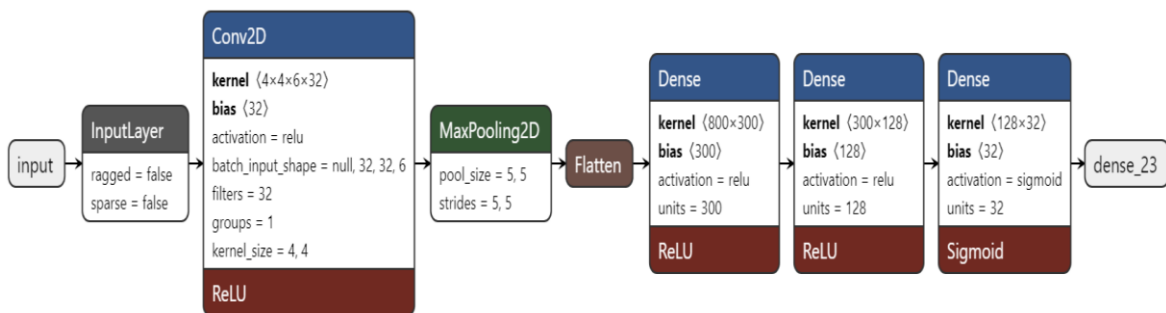 input
InputLayer
ragged = false
sparse = false
Conv2D
kernel ⟨4×4×6×32⟩
bias ⟨32⟩
activation = relu
batch_input_shape = null, 32, 32, 6
filters = 32
groups = 1
kernel_size = 4, 4
ReLU
MaxPooling2D
pool_size = 5, 5
strides = 5, 5
Flatten
Dense
kernel ⟨800×300⟩
bias ⟨300⟩
activation = relu
units = 300
ReLU
Dense
kernel ⟨300×128⟩
bias ⟨128⟩
activation = relu
units = 128
ReLU
Dense
kernel ⟨128×32⟩
bias ⟨32⟩
activation = sigmoid
units = 32
Sigmoid
dense_23